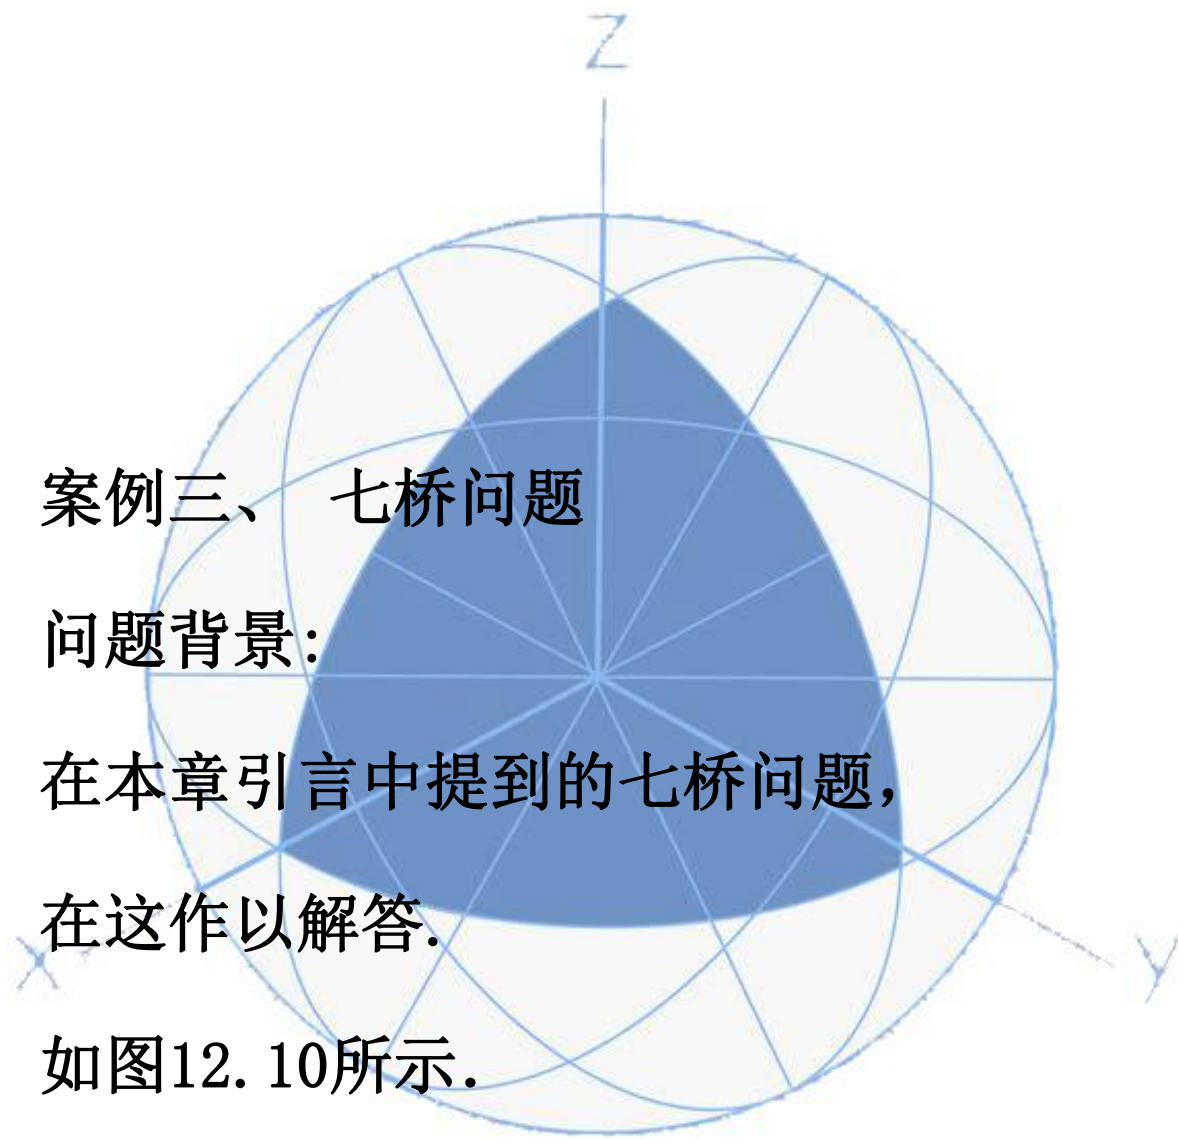 Z
案例三、 七桥问题
问题背景:
在本章引言中提到的七桥问题，
在这作以解答.
X
Y
如图12.10所示.